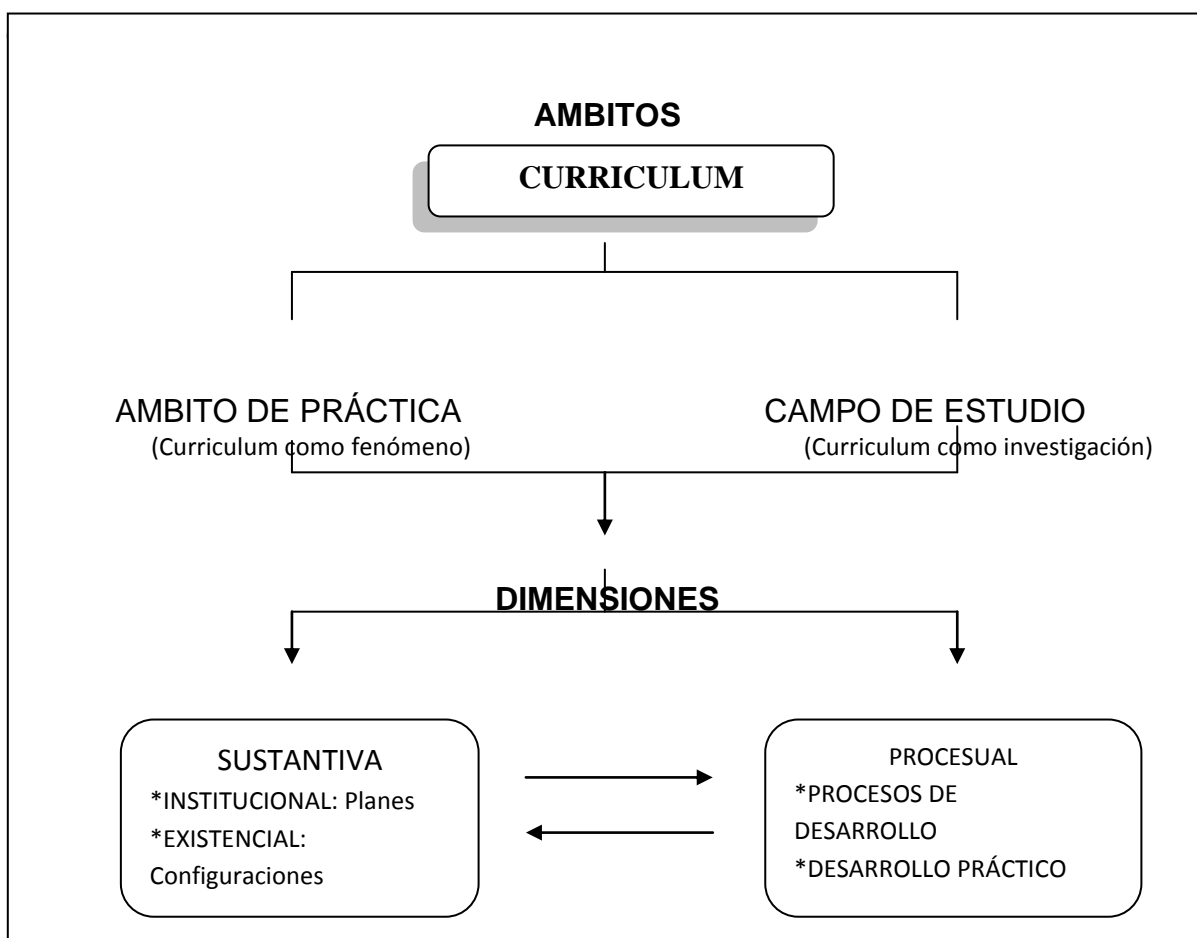 AMBITOS
CURRICULUM
AMBITO DE PRÁCTICA
(Curriculum como fenómeno)
CAMPO DE ESTUDIO
(Curriculum como investigación)
DIMENSIONES
SUSTANTIVA
*INSTITUCIONAL: Planes
*EXISTENCIAL:
Configuraciones
PROCESUAL
*PROCESOS DE
DESARROLLO
*DESARROLLO PRÁCTICO